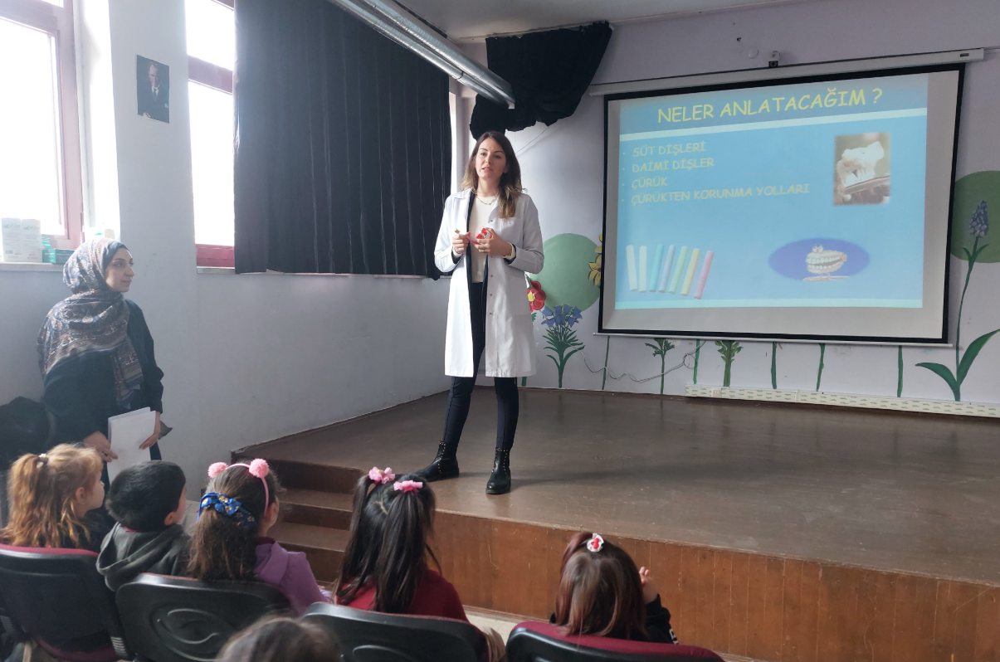 NELER ANLATACAĞIM ?
- SÜT DİŞLERİ
- DAİMİ DİŞLER
- ÇÜRÜK
- ÇÜRÜKTEN KORUNMA YOLLARI